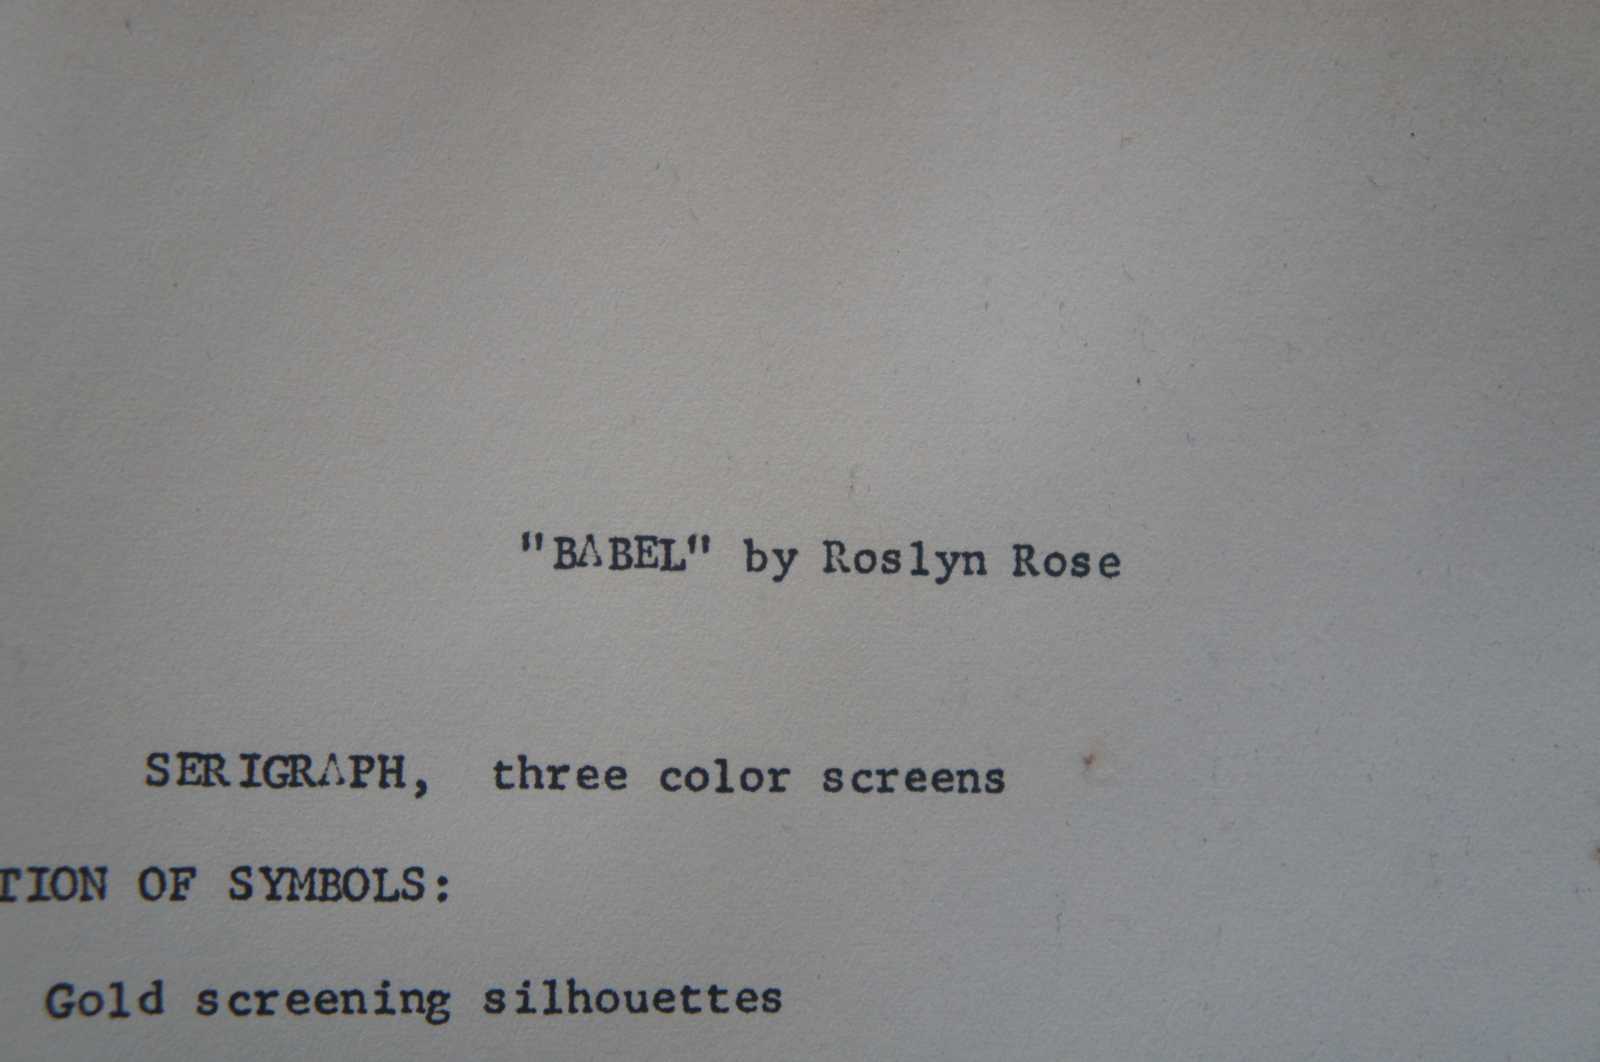 "BABEL" by Roslyn Rose
SERIGRAPH, three color screens
TION OF SYMBOLS:
Gold screening silhouettes